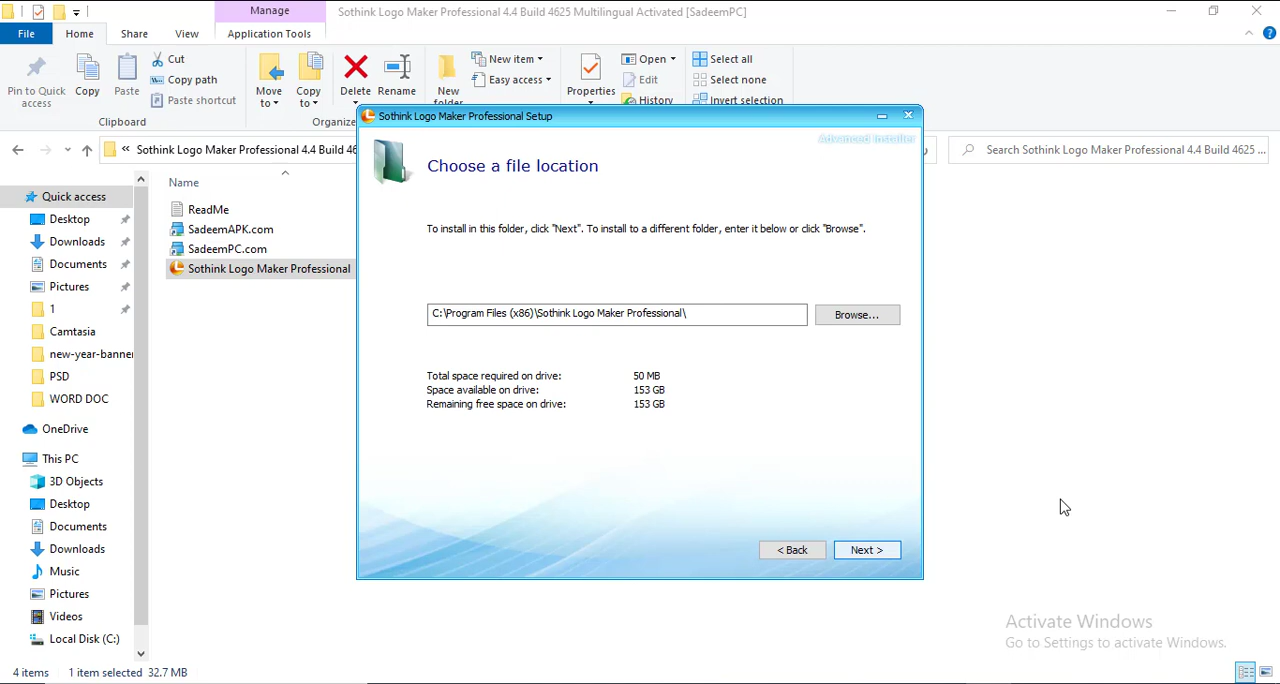 Manage
Sothink Logo Maker Professional 4.4 Build 4625 Multilingual Activated [SadeemPC]
File
Home
Share
View
Application Tools
Pin to Quick access
Copy
Paste
Cut
Copy path
Paste shortcut
Clipboard
Move to
Copy to
Delete
Rename
Organize
New folder
New item
Easy access
Properties
Open
Edit
History
Select all
Select none
Invert selection
« Sothink Logo Maker Professional 4.4 Build 46
Search Sothink Logo Maker Professional 4.4 Build 4625 ...
Quick access
Desktop
Downloads
Documents
Pictures
1
Camtasia
new-year-banner
PSD
WORD DOC
OneDrive
This PC
3D Objects
Desktop
Documents
Downloads
Music
Pictures
Videos
Local Disk (C:)
Name
ReadMe
SadeemAPK.com
SadeemPC.com
Sothink Logo Maker Professional
Sothink Logo Maker Professional Setup
Advanced Installer
Choose a file location
To install in this folder, click "Next". To install to a different folder, enter it below or click "Browse".
C:\Program Files (x86)\Sothink Logo Maker Professional\
Browse...
Total space required on drive: 50 MB
Space available on drive: 153 GB
Remaining free space on drive: 153 GB
< Back
Next >
Activate Windows
Go to Settings to activate Windows.
4 items
1 item selected 32.7 MB